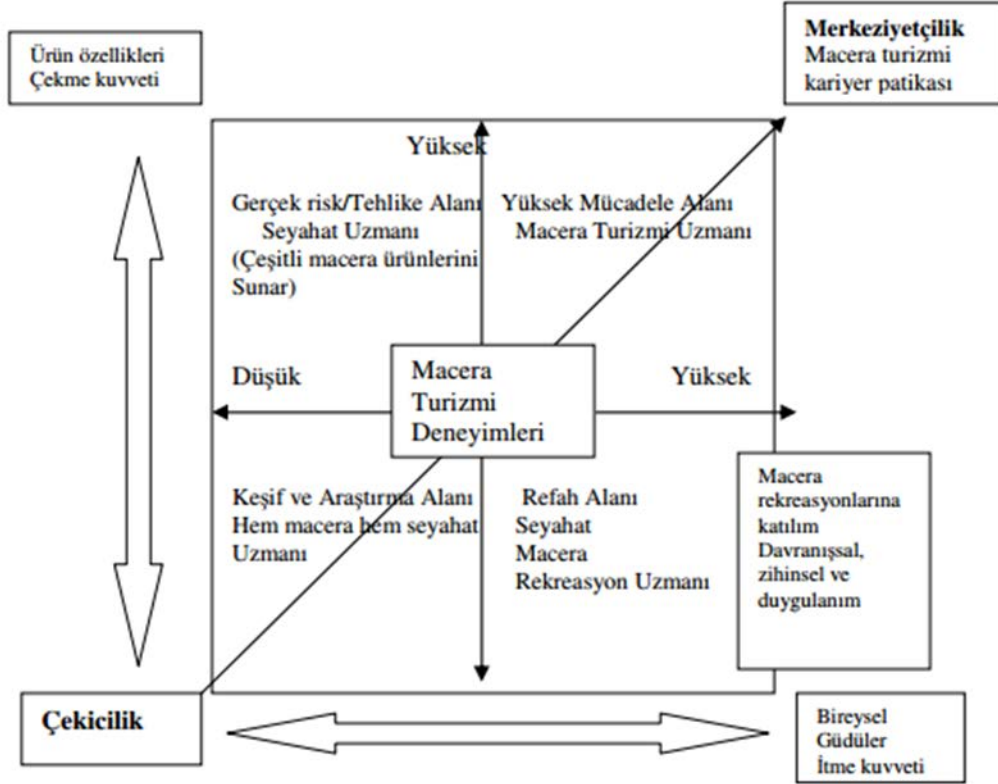 Ürün özellikleri
Çekme kuvveti
Merkeziyetçilik
Macera turizmi
kariyer patikası
Yüksek
Gerçek risk/Tehlike Alanı
Seyahat Uzmanı
(Çeşitli macera ürünlerini
Sunar)
Yüksek Mücadele Alanı
Macera Turizmi Uzmanı
Düşük
Macera
Turizmi
Deneyimleri
Yüksek
Keşif ve Araştırma Alanı
Hem macera hem seyahat
Uzmanı
Refah Alanı
Seyahat
Macera
Rekreasyon Uzmanı
Macera
rekreasyonlarına
katılım
Davranışsal,
zihinsel ve
duygulanım
Çekicilik
Bireysel
Güdüler
İtme kuvveti